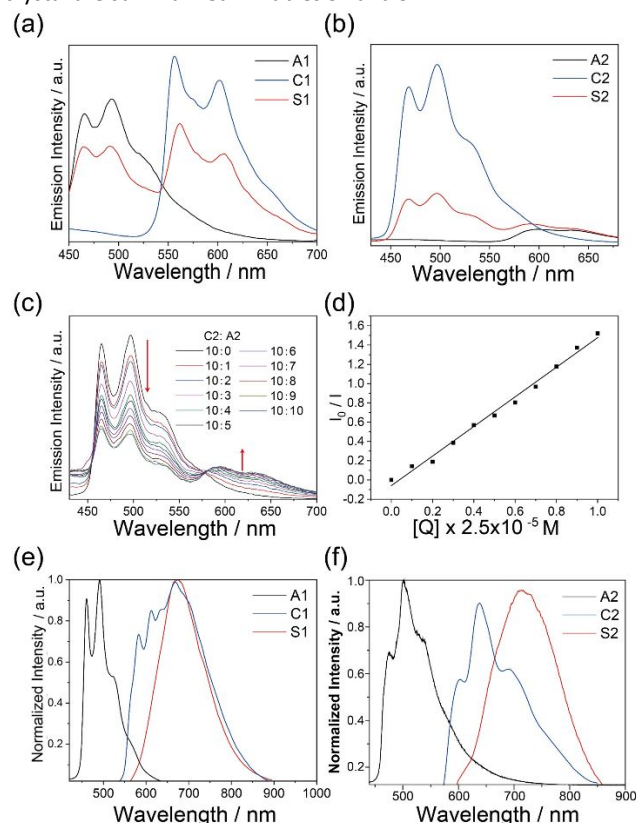 (a)
A1
C1
S1
Emission Intensity / a.u.
450 500 550 600 650 700
Wavelength / nm
(b)
A2
C2
S2
Emission Intensity / a.u.
450 500 550 600 650
Wavelength / nm
(c)
C2: A2
10:0 10:6
10:1 10:7
10:2 10:8
10:3 10:9
10:4 10:10
10:5
Emission Intensity / a.u.
450 500 550 600 650 700
Wavelength / nm
(d)
1.6
1.4
1.2
1.0
0.8
0.6
0.4
0.2
0.0
-0.2
I₀ / I
0.0 0.2 0.4 0.6 0.8 1.0
[Q] x 2.5x10⁻⁵ M
(e)
A1
C1
S1
Normalized Intensity / a.u.
1.0
0.8
0.6
0.4
0.2
500 600 700 800 900 1000
Wavelength / nm
(f)
A2
C2
S2
Normalized Intensity / a.u.
1.0
0.8
0.6
0.4
0.2
500 600 700 800 900
Wavelength / nm